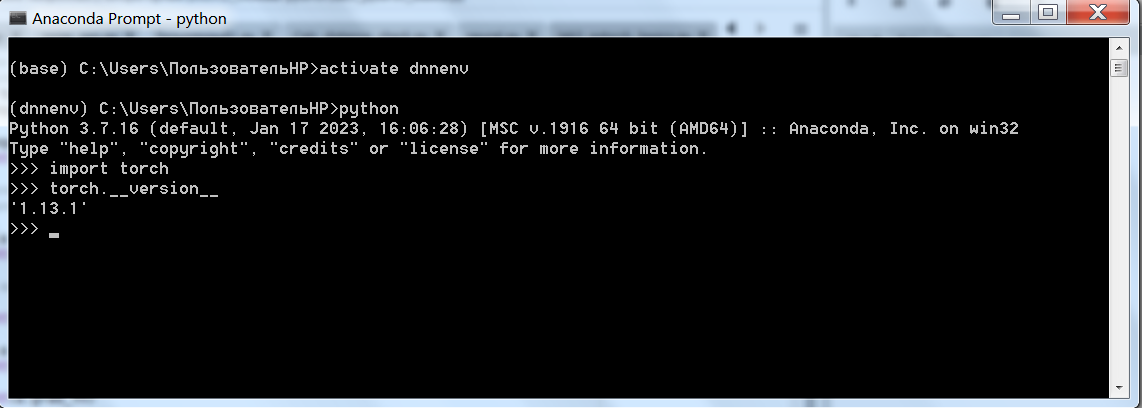 Anaconda Prompt - python
(base) C:\Users\ПользовательHP>activate dnnenv
(dnnenv) C:\Users\ПользовательHP>python
Python 3.7.16 (default, Jan 17 2023, 16:06:28) [MSC v.1916 64 bit (AMD64)] :: Anaconda, Inc. on win32
Type "help", "copyright", "credits" or "license" for more information.
>>> import torch
>>> torch.__version__
'1.13.1'
>>> _